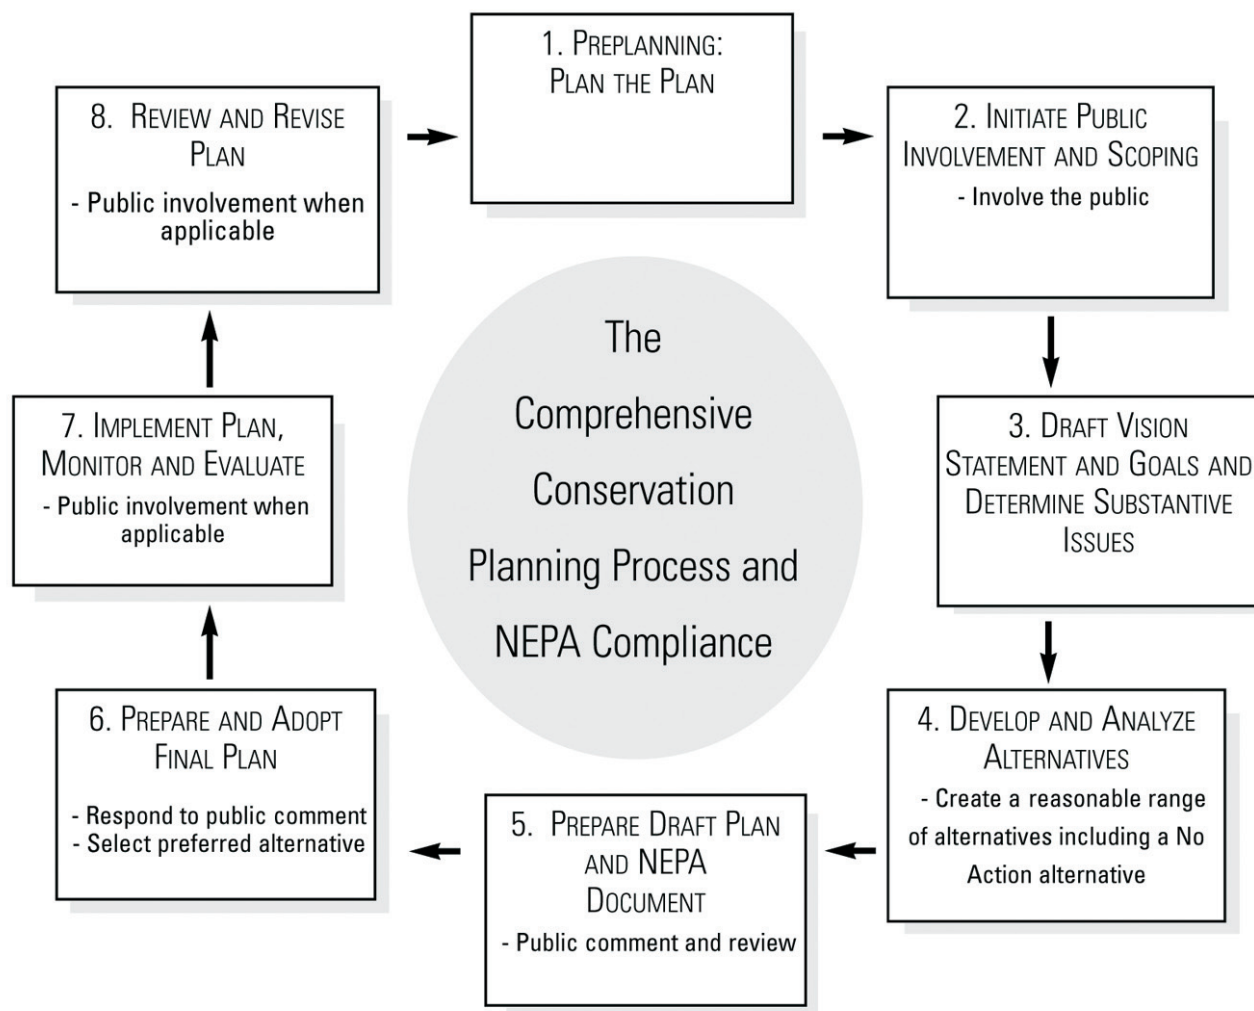 1. PREPLANNING:
PLAN THE PLAN
2. INITIATE PUBLIC
INVOLVEMENT AND SCOPING
- Involve the public
3. DRAFT VISION
STATEMENT AND GOALS AND
DETERMINE SUBSTANTIVE
ISSUES
4. DEVELOP AND ANALYZE
ALTERNATIVES
- Create a reasonable range
of alternatives including a No
Action alternative
5. PREPARE DRAFT PLAN
AND NEPA
DOCUMENT
- Public comment and review
6. PREPARE AND ADOPT
FINAL PLAN
- Respond to public comment
- Select preferred alternative
7. IMPLEMENT PLAN,
MONITOR AND EVALUATE
- Public involvement when
applicable
8. REVIEW AND REVISE
PLAN
- Public involvement when
applicable
The
Comprehensive
Conservation
Planning Process and
NEPA Compliance